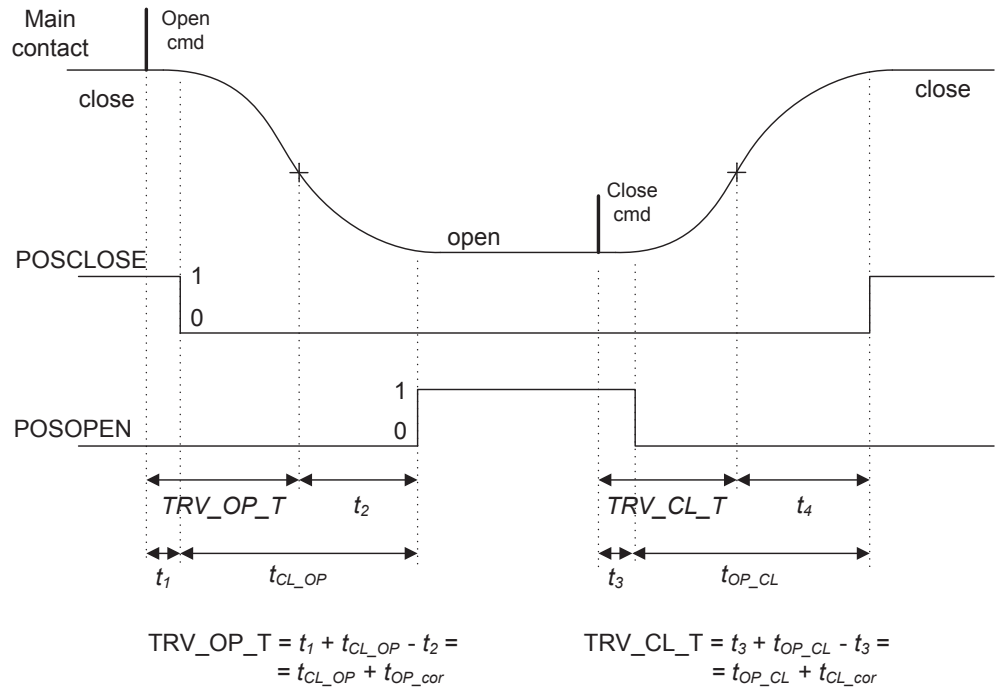 Main
contact
Open
cmd
close
close
Close
cmd
open
POSCLOSE
1
0
1
POSOPEN
0
TRV_OP_T
t2
TRV_CL_T
t4
t1
tCL_OP
t3
tOP_CL
TRV_OP_T = t1 + tCL_OP - t2 =
= tCL_OP + tOP_cor
TRV_CL_T = t3 + tOP_CL - t3 =
= tOP_CL + tCL_cor